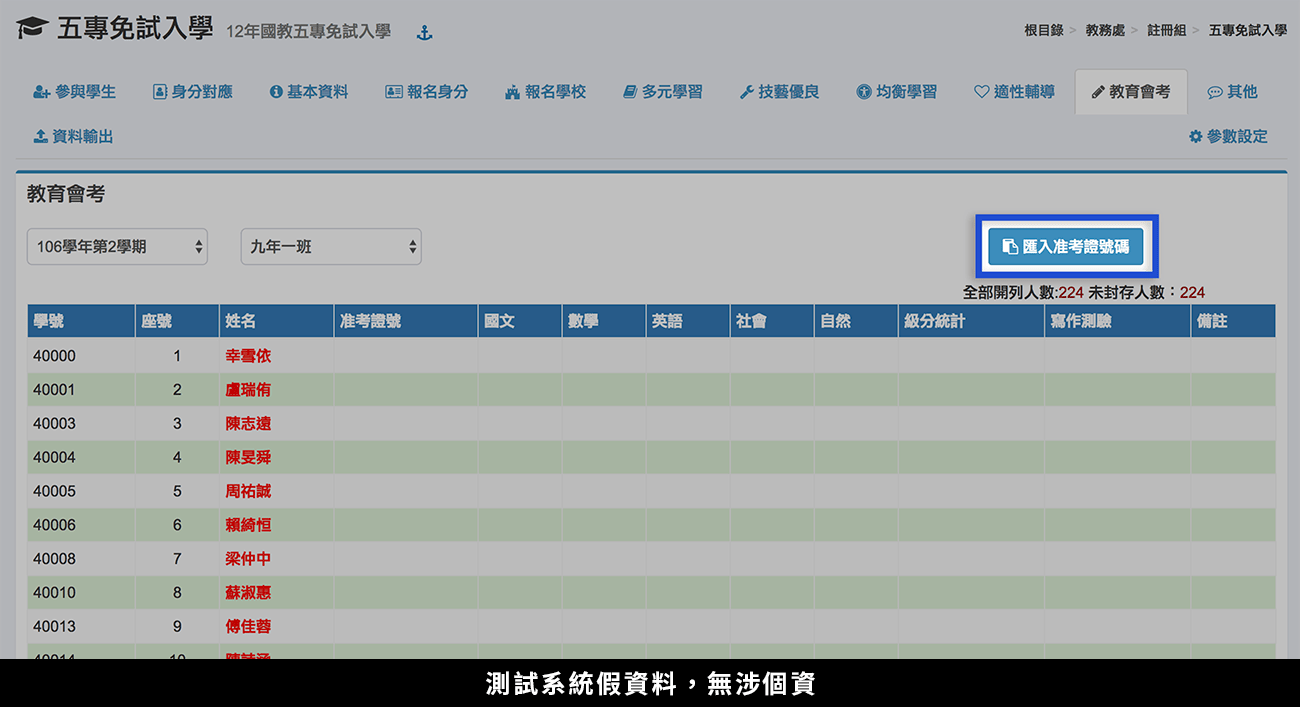 五專免試入學 12年國教五專免試入學
根目錄 > 教務處 > 註冊組 > 五專免試入學
參與學生 身分對應 基本資料 報名身分 報名學校 多元學習 技藝優良 均衡學習 適性輔導 教育會考 其他
資料輸出 參數設定
教育會考
106學年第2學期 九年一班 匯入准考證號碼
全部開列人數:224 未封存人數：224
學號 座號 姓名 准考證號 國文 數學 英語 社會 自然 級分統計 寫作測驗 備註
40000 1 幸雪依
40001 2 盧瑞侑
40003 3 陳志遠
40004 4 陳旻舜
40005 5 周祐誠
40006 6 賴綺恒
40008 7 梁仲中
40010 8 蘇淑惠
40013 9 傅佳蓉
40014 10
測試系統假資料，無涉個資